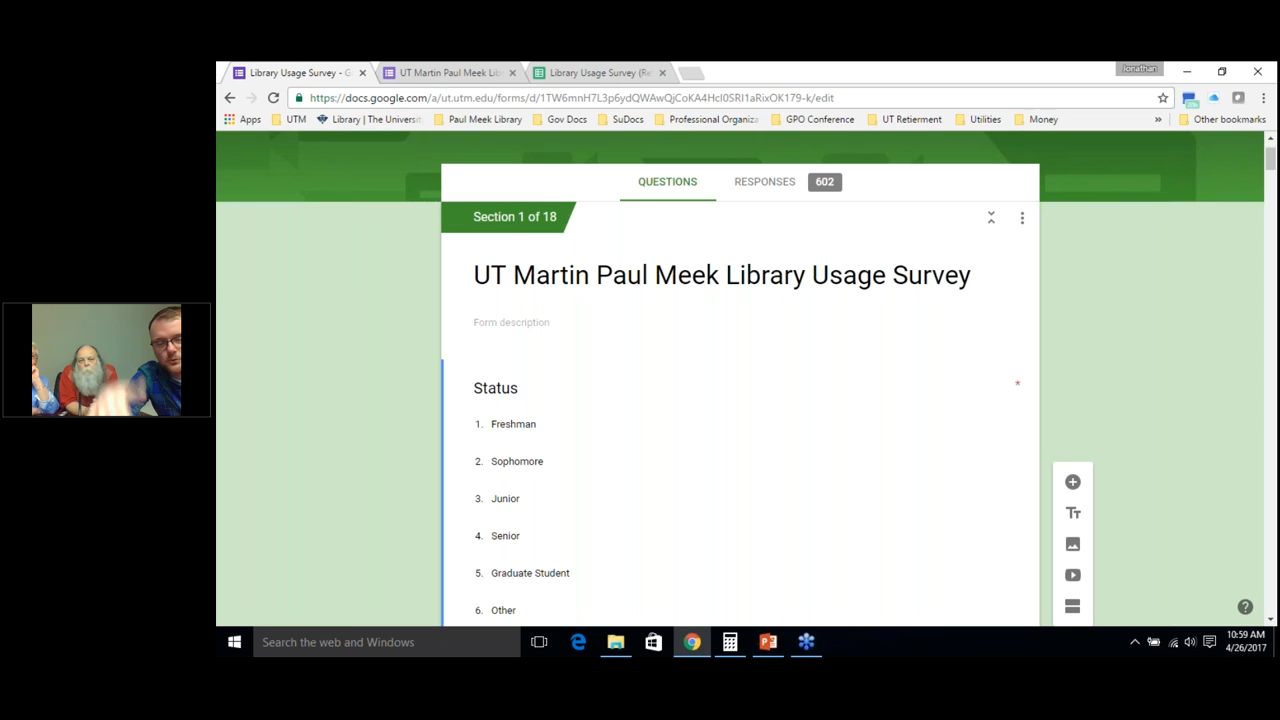 Library Usage Survey - G
UT Martin Paul Meek Lib
Library Usage Survey (Re
Jonathan
https://docs.google.com/a/ut.utm.edu/forms/d/1TW6mnH7L3p6ydQWAwQjCoKA4HcI0SRI1aRixOK179-k/edit
Apps UTM Library | The Universit Paul Meek Library Gov Docs SuDocs Professional Organiza GPO Conference UT Retierment Utilities Money » Other bookmarks
QUESTIONS RESPONSES 602
Section 1 of 18
UT Martin Paul Meek Library Usage Survey
Form description
Status *
1. Freshman
2. Sophomore
3. Junior
4. Senior
5. Graduate Student
6. Other
Search the web and Windows
10:59 AM
4/26/2017